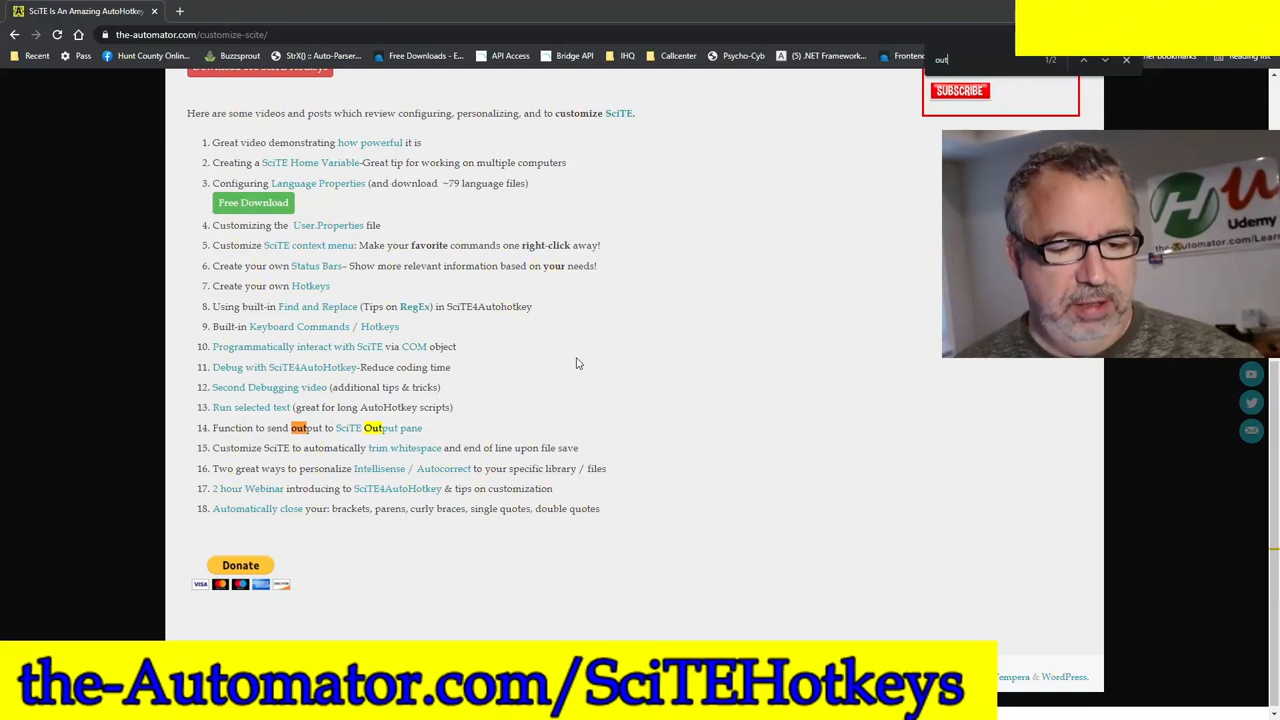 SciTE Is An Amazing AutoHotkey
the-automator.com/customize-scite/
Recent
Pass
Hunt County Online...
Buzzsprout
StrX() | Auto-Parser...
Free Downloads - E...
API Access
Bridge API
IHQ
Callcenter
Psycho-Cyb
(5) .NET Framework...
Frontend
out
1/2
her Bookmarks
Reading list
SUBSCRIBE
Here are some videos and posts which review configuring, personalizing, and to customize SciTE.
1. Great video demonstrating how powerful it is
2. Creating a SciTE Home Variable-Great tip for working on multiple computers
3. Configuring Language Properties (and download ~79 language files)
Free Download
4. Customizing the User.Properties file
5. Customize SciTE context menu: Make your favorite commands one right-click away!
6. Create your own Status Bars– Show more relevant information based on your needs!
7. Create your own Hotkeys
8. Using built-in Find and Replace (Tips on RegEx) in SciTE4Autohotkey
9. Built-in Keyboard Commands / Hotkeys
10. Programmatically interact with SciTE via COM object
11. Debug with SciTE4AutoHotkey-Reduce coding time
12. Second Debugging video (additional tips & tricks)
13. Run selected text (great for long AutoHotkey scripts)
14. Function to send output to SciTE Output pane
15. Customize SciTE to automatically trim whitespace and end of line upon file save
16. Two great ways to personalize Intellisense / Autocorrect to your specific library / files
17. 2 hour Webinar introducing to SciTE4AutoHotkey & tips on customization
18. Automatically close your: brackets, parens, curly braces, single quotes, double quotes
Donate
VISA
Udemy
the-Automator.com/Learn
Tempera & WordPress.
the-Automator.com/SciTEHotkeys